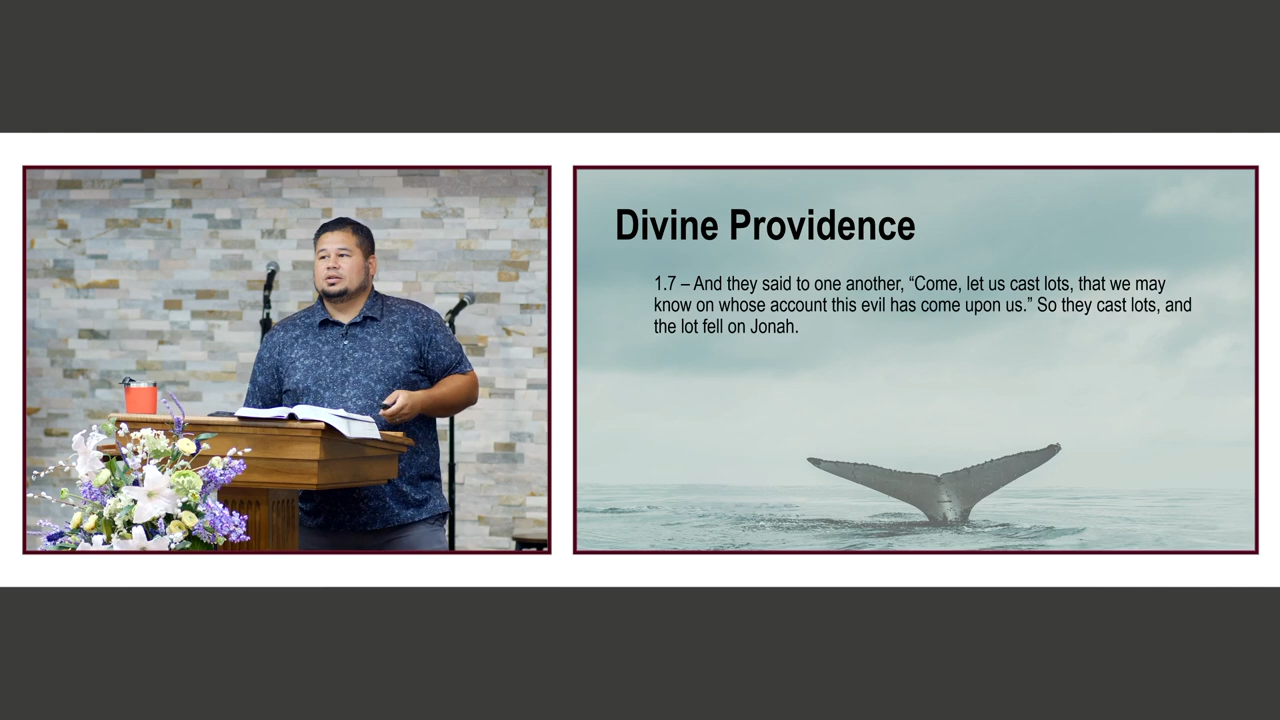 Divine Providence
1.7 – And they said to one another, “Come, let us cast lots, that we may
know on whose account this evil has come upon us.” So they cast lots, and
the lot fell on Jonah.